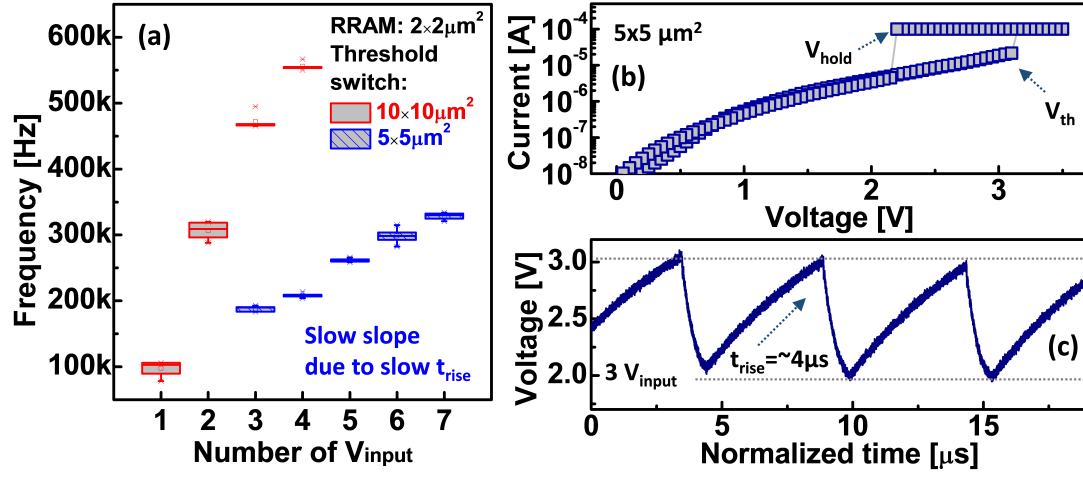 (a)
RRAM: 2×2μm²
Threshold
switch:
10×10μm²
5×5μm²
600k
500k
400k
300k
200k
100k
Frequency [Hz]
Slow slope
due to slow t_rise
1 2 3 4 5 6 7
Number of V_input
5x5 μm²
V_hold
(b)
V_th
10⁻⁴
10⁻⁵
10⁻⁶
10⁻⁷
10⁻⁸
Current [A]
0 1 2 3
Voltage [V]
3.0
2.5
2.0
Voltage [V]
t_rise=~4μs
3 V_input
(c)
0 5 10 15
Normalized time [μs]